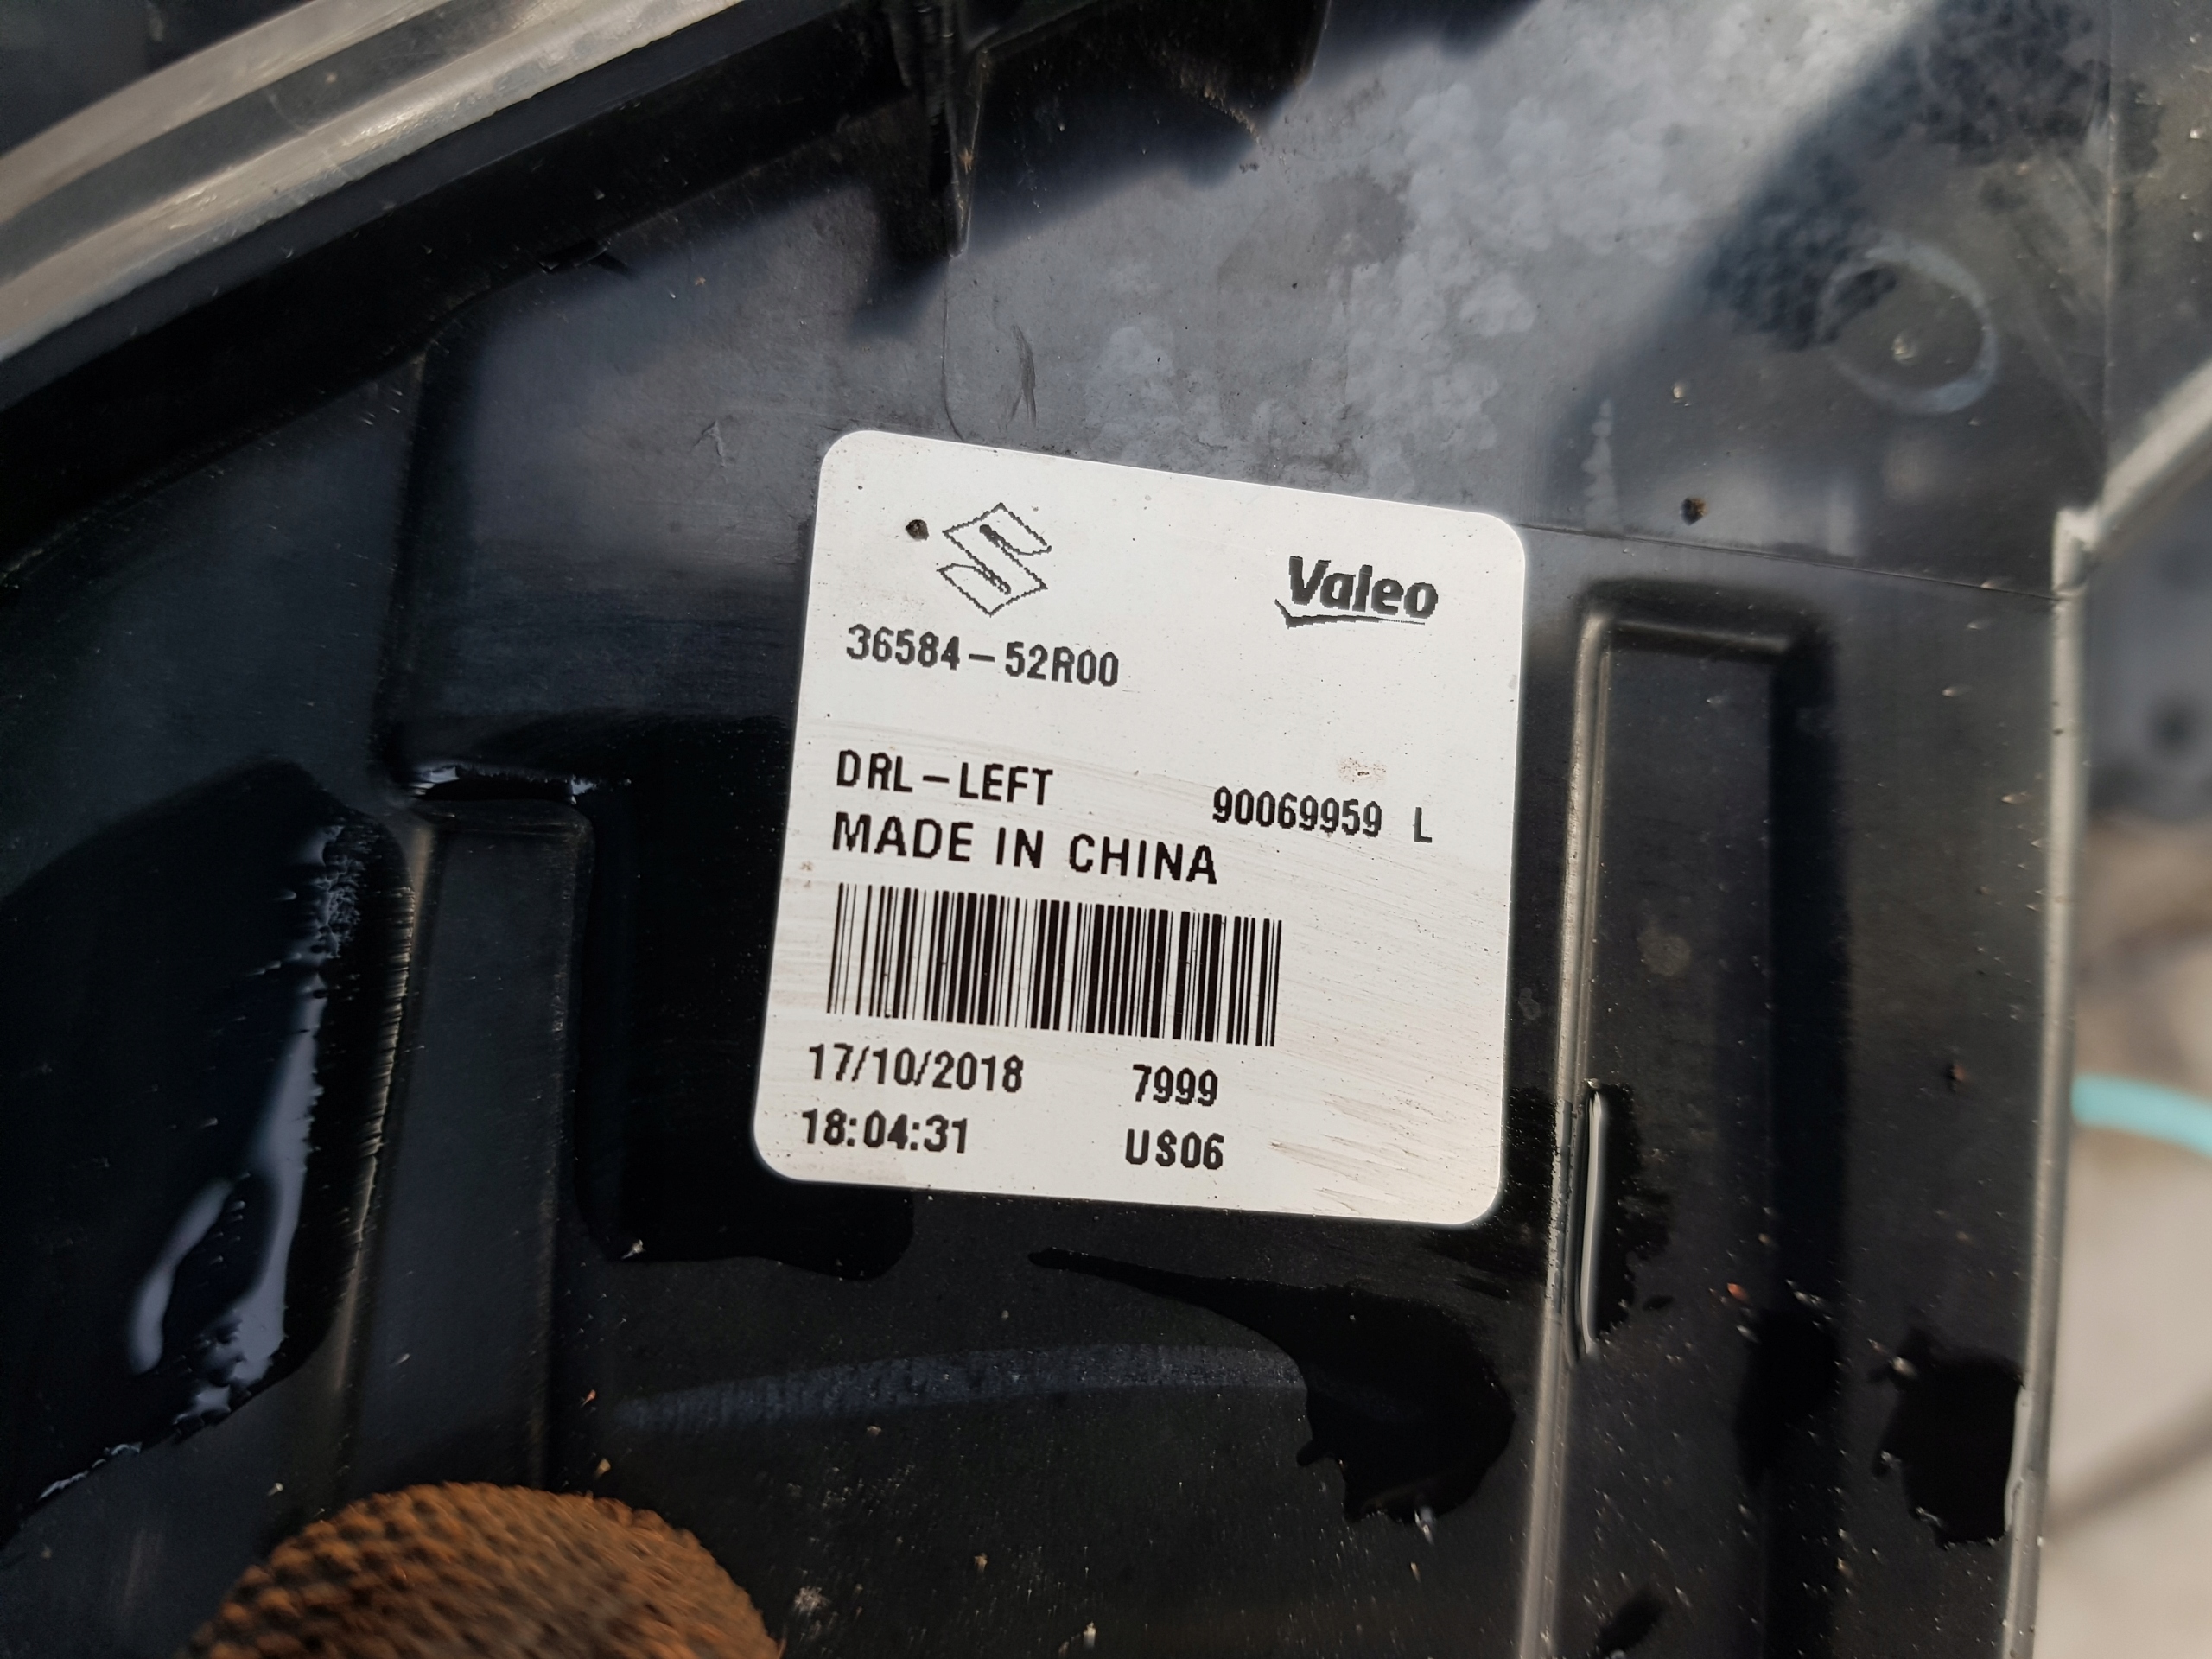 Valeo
36584-52R00
DRL-LEFT 90069959 L
MADE IN CHINA
17/10/2018 7999
18:04:31 US06